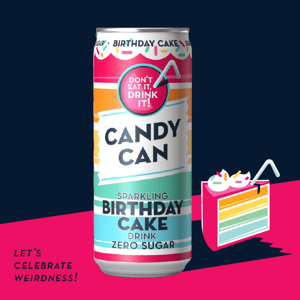 BIRTHDAY CAKE
DON'T
EAT IT,
DRINK
IT!
CANDY
CAN
SPARKLING
BIRTHDAY
CAKE
DRINK
ZERO SUGAR
LET'S
CELEBRATE
WEIRDNESS!